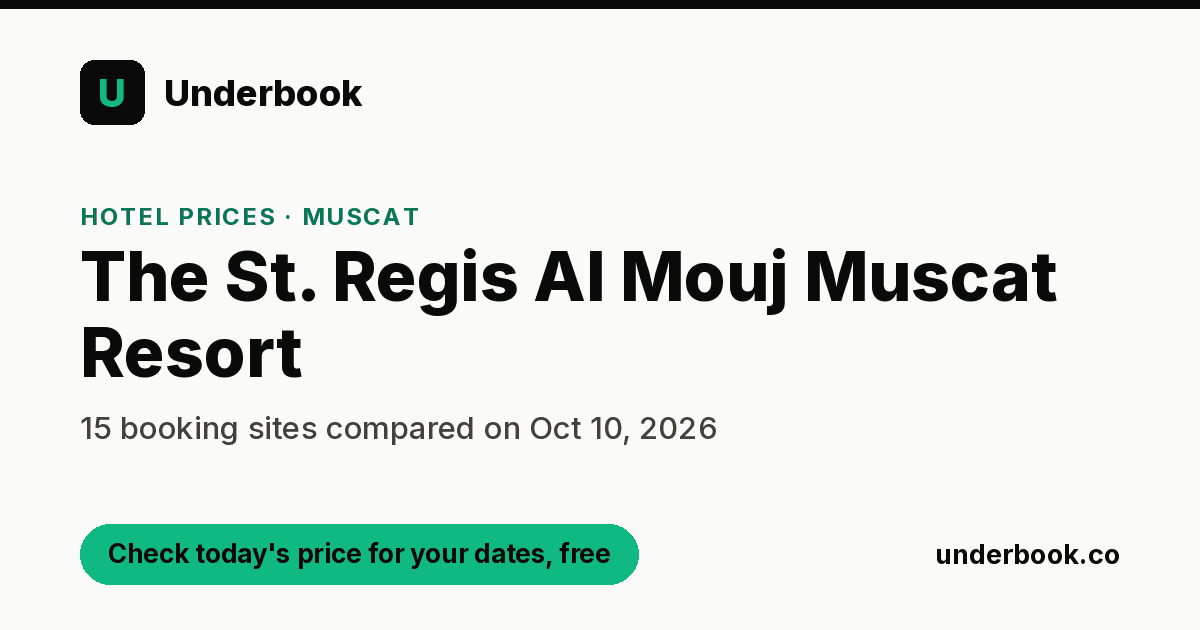 U
Underbook
HOTEL PRICES · MUSCAT
The St. Regis Al Mouj Muscat
Resort
15 booking sites compared on Oct 10, 2026
Check today's price for your dates, free
underbook.co